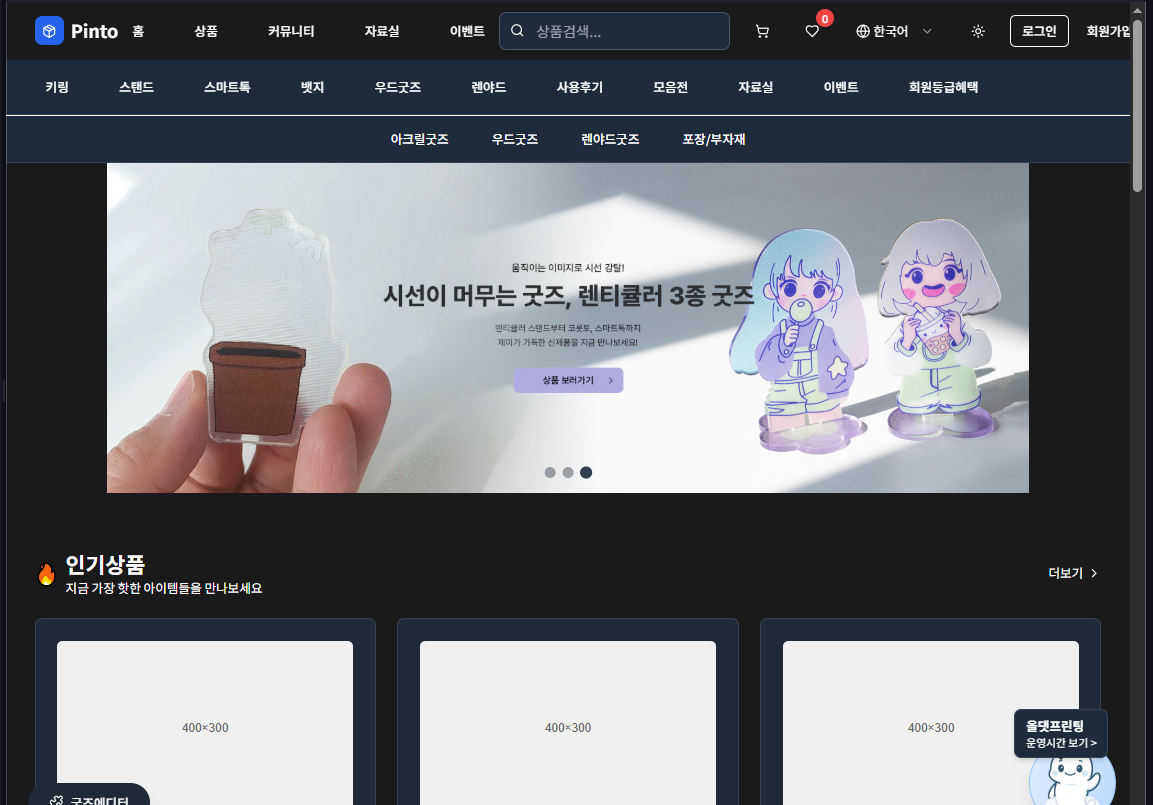 Pinto 홈 상품 커뮤니티 자료실 이벤트 상품검색... 0 한국어 로그인 회원가입
키링 스탠드 스마트톡 뱃지 우드굿즈 렌야드 사용후기 모음전 자료실 이벤트 회원등급혜택
아크릴굿즈 우드굿즈 렌야드굿즈 포장/부자재
움직이는 이미지로 시선 강탈!
시선이 머무는 굿즈, 렌티큘러 3종 굿즈
렌티큘러 스탠드부터 코롯토, 스마트톡까지
재미가 가득한 신제품을 지금 만나보세요!
상품 보러가기 >
인기상품
지금 가장 핫한 아이템들을 만나보세요
더보기 >
400×300 400×300 400×300
올댓프린팅
운영시간 보기 >
굿즈에디터